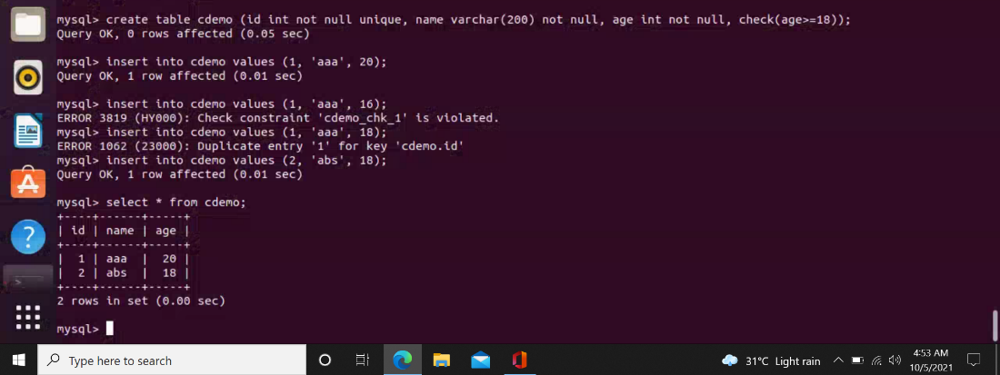 mysql> create table cdemo (id int not null unique, name varchar(200) not null, age int not null, check(age>=18));
Query OK, 0 rows affected (0.05 sec)
mysql> insert into cdemo values (1, 'aaa', 20);
Query OK, 1 row affected (0.01 sec)
mysql> insert into cdemo values (1, 'aaa', 16);
ERROR 3819 (HY000): Check constraint 'cdemo_chk_1' is violated.
mysql> insert into cdemo values (1, 'aaa', 18);
ERROR 1062 (23000): Duplicate entry '1' for key 'cdemo.id'
mysql> insert into cdemo values (2, 'abs', 18);
Query OK, 1 row affected (0.01 sec)
mysql> select * from cdemo;
+----+------+-----+
| id | name | age |
+----+------+-----+
|  1 | aaa  |  20 |
|  2 | abs  |  18 |
+----+------+-----+
2 rows in set (0.00 sec)
mysql>
Type here to search
31°C Light rain
4:53 AM
10/5/2021